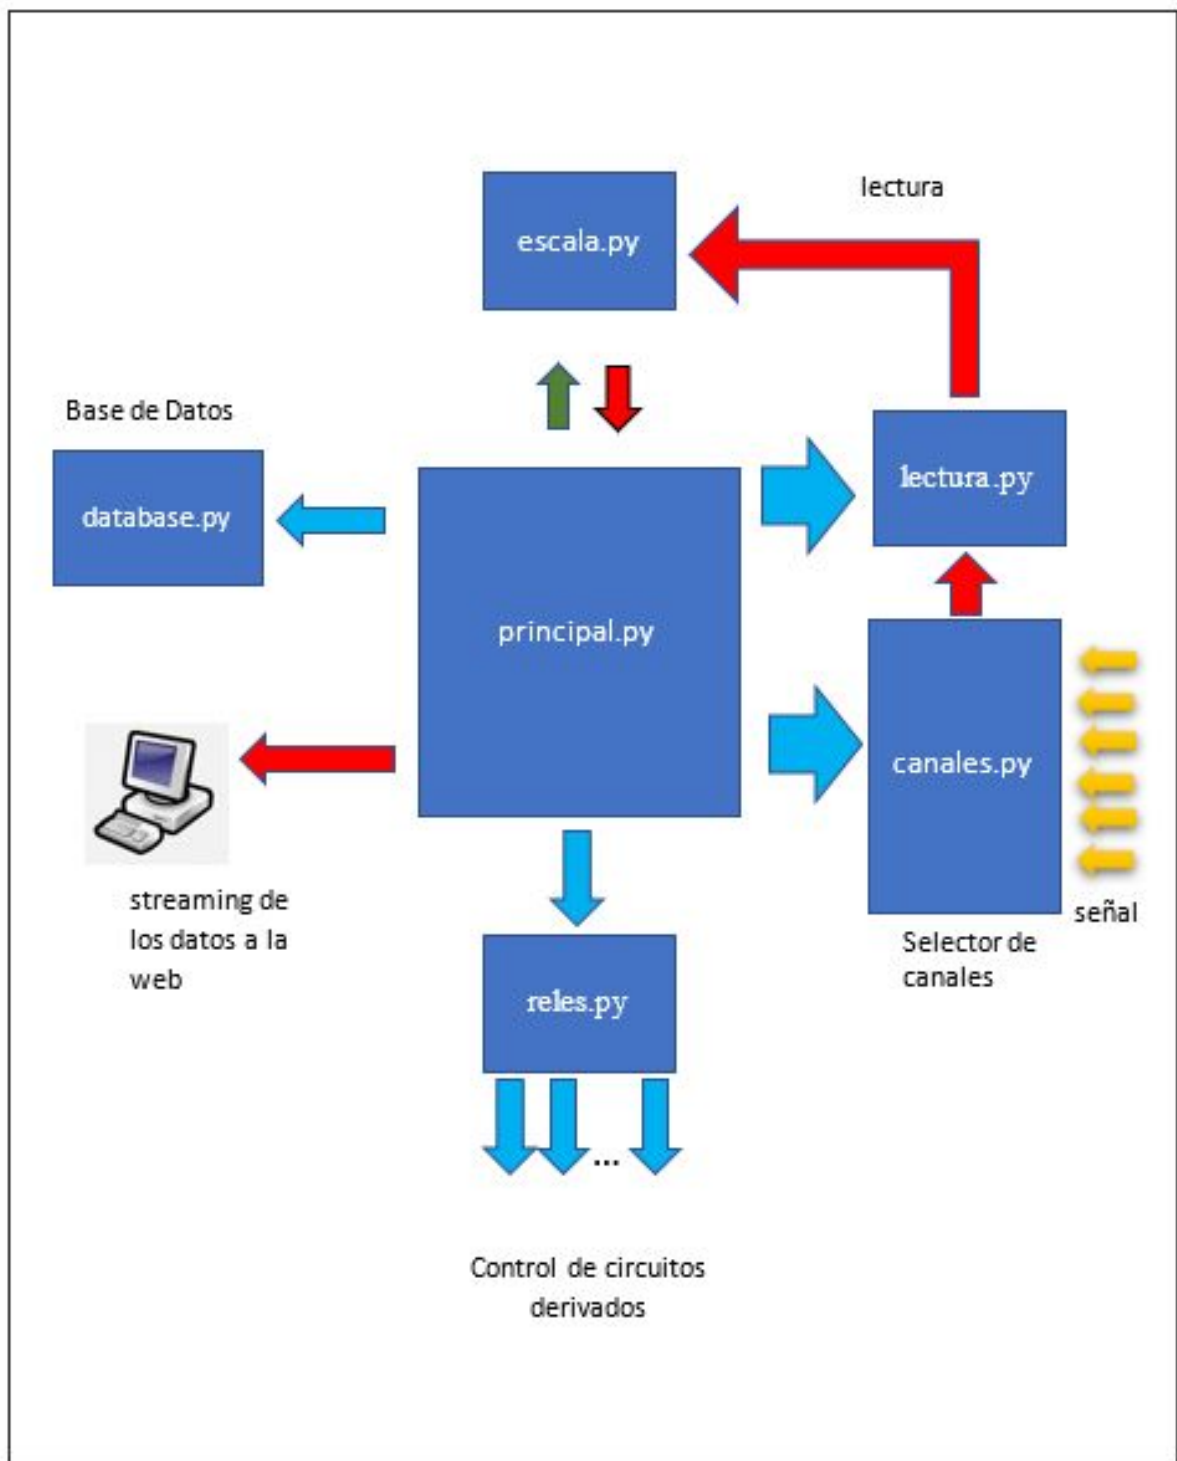 lectura
escala.py
Base de Datos
database.py
lectura.py
principal.py
canales.py
señal
streaming de
los datos a la
web
Selector de
canales
reles.py
...
Control de circuitos
derivados